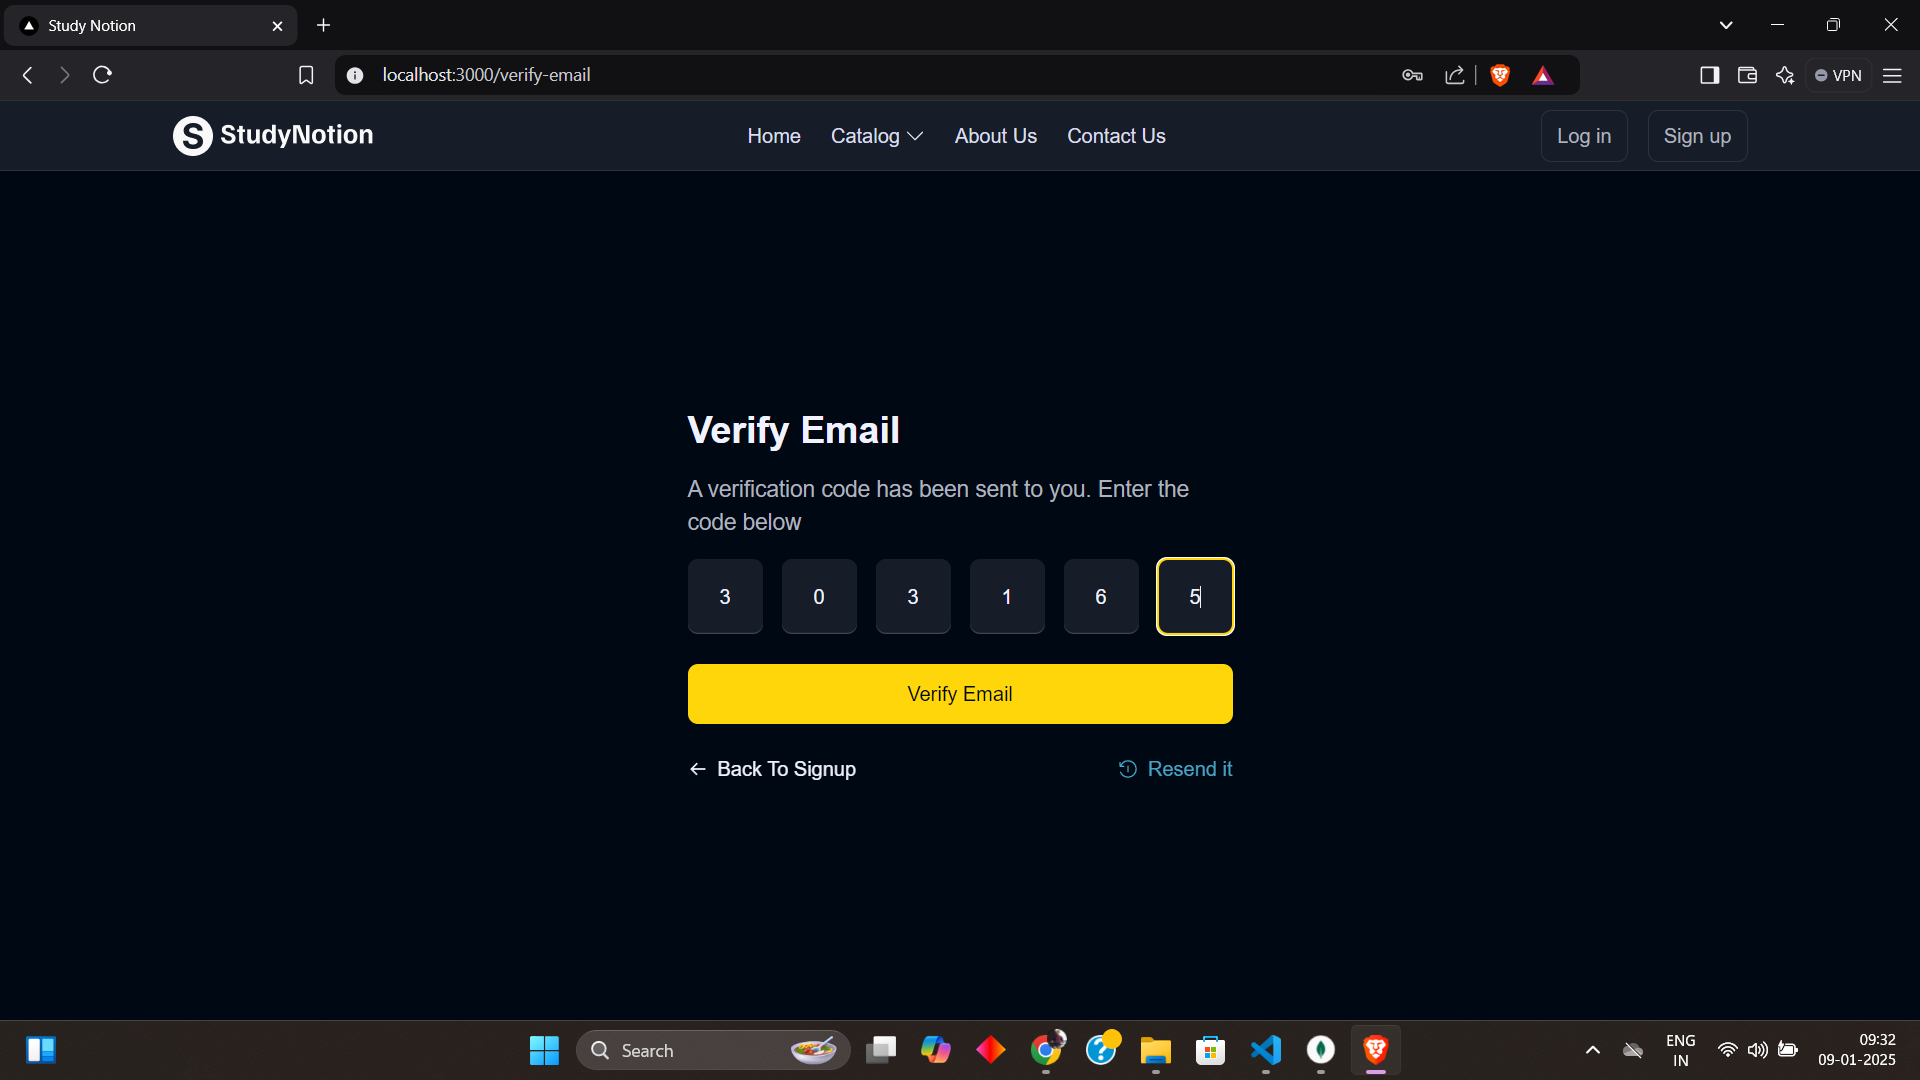 Study Notion
localhost:3000/verify-email
VPN
S StudyNotion
Home Catalog About Us Contact Us
Log in Sign up
Verify Email
A verification code has been sent to you. Enter the
code below
3 0 3 1 6 5
Verify Email
Back To Signup
Resend it
Search
ENG
IN
09:32
09-01-2025